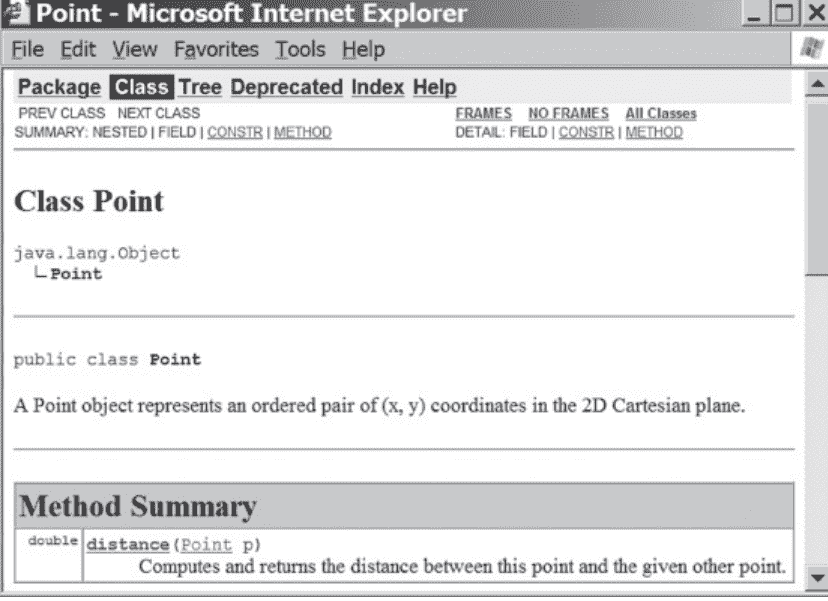 Point - Microsoft Internet Explorer
File Edit View Favorites Tools Help
Package Class Tree Deprecated Index Help
PREV CLASS NEXT CLASS FRAMES NO FRAMES All Classes
SUMMARY: NESTED | FIELD | CONSTR | METHOD DETAIL: FIELD | CONSTR | METHOD
Class Point
java.lang.Object
Point
public class Point
A Point object represents an ordered pair of (x, y) coordinates in the 2D Cartesian plane.
Method Summary
double distance(Point p)
Computes and returns the distance between this point and the given other point.